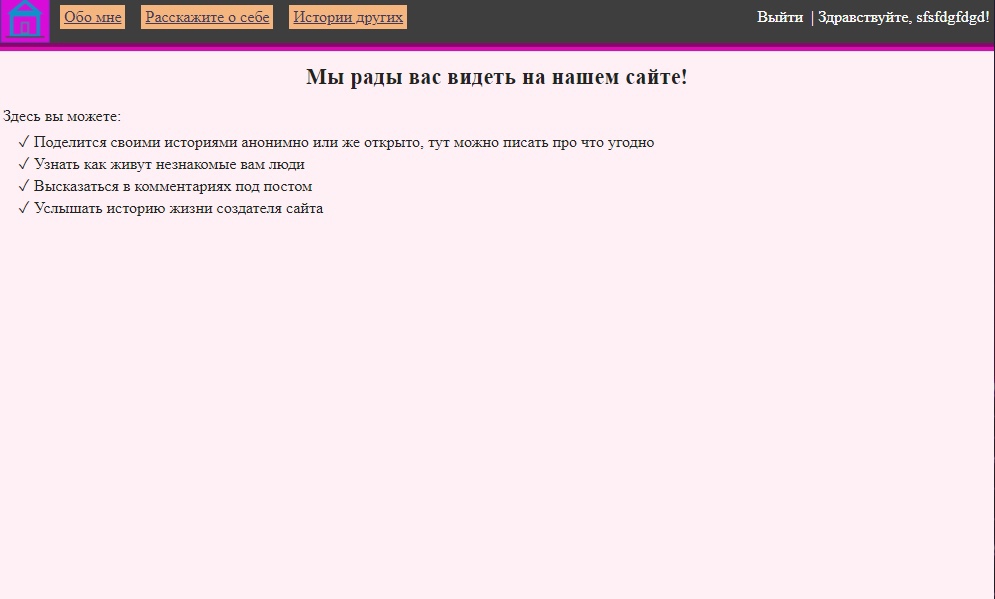 Обо мне Расскажите о себе Истории других Выйти | Здравствуйте, sfsfdgfdgd!
Мы рады вас видеть на нашем сайте!
Здесь вы можете:
✓ Поделится своими историями анонимно или же открыто, тут можно писать про что угодно
✓ Узнать как живут незнакомые вам люди
✓ Высказаться в комментариях под постом
✓ Услышать историю жизни создателя сайта